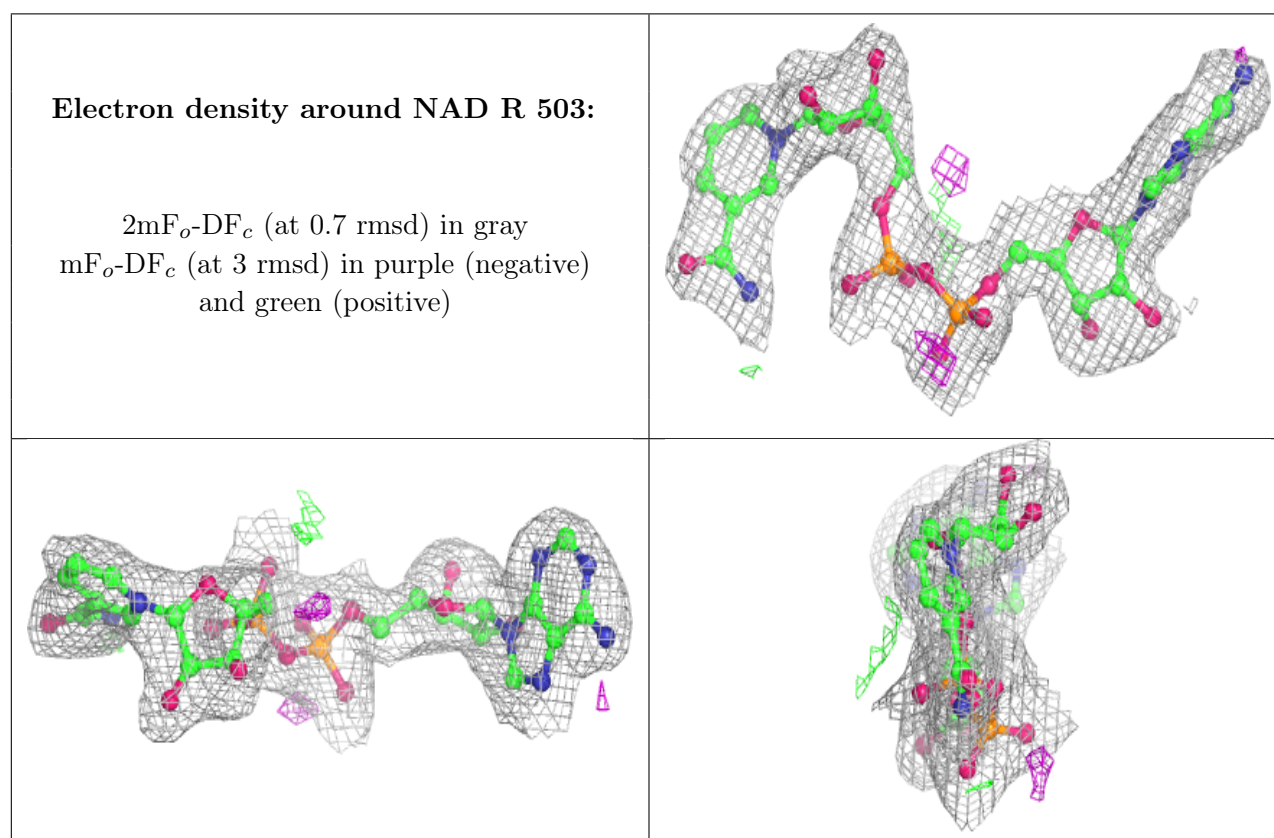 Electron density around NAD R 503:
2mFo-DFc (at 0.7 rmsd) in gray
mFo-DFc (at 3 rmsd) in purple (negative)
and green (positive)